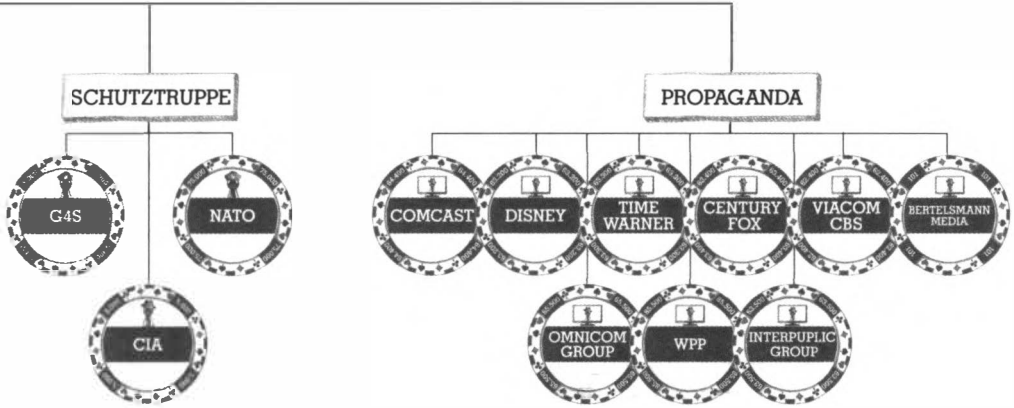 SCHUTZTRUPPE
PROPAGANDA
G4S
NATO
CIA
COMCAST
DISNEY
TIME
WARNER
CENTURY
FOX
VIACOM
CBS
BERTELSMANN
MEDIA
OMNICOM
GROUP
WPP
INTERPUPLIC
GROUP